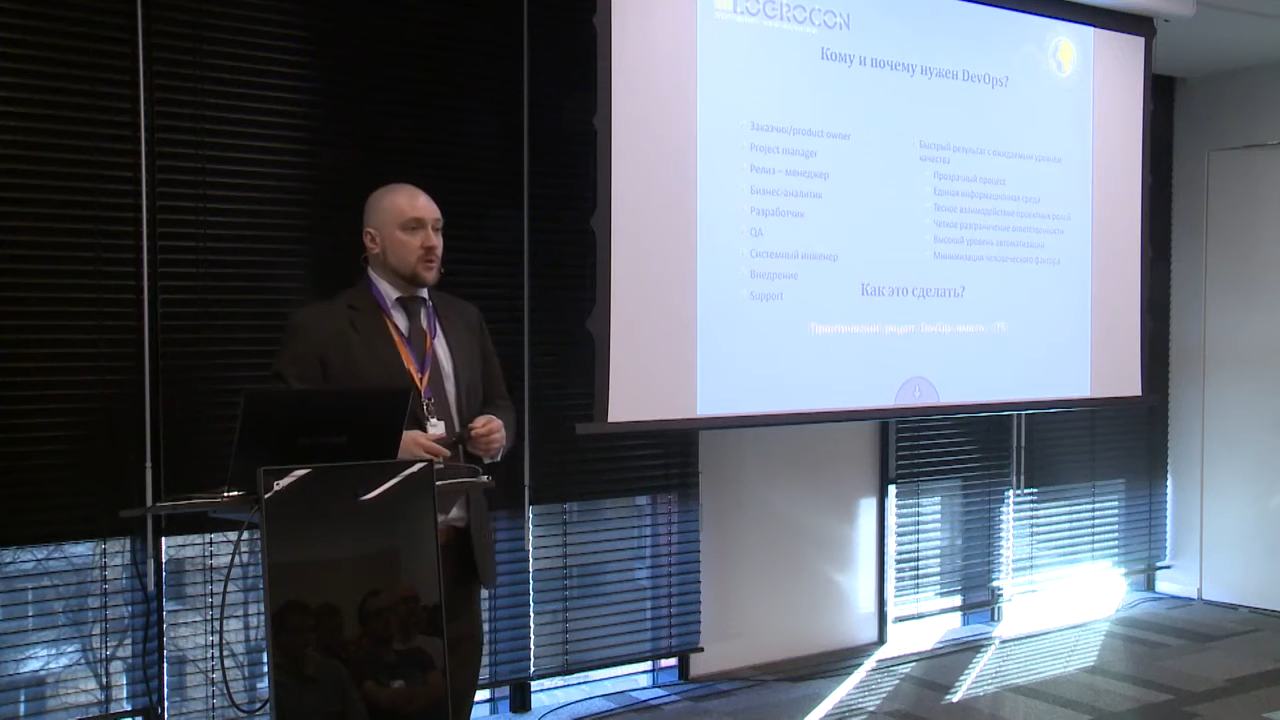 LOGROCON
Кому и почему нужен DevOps?
Заказчик/product owner
Project manager
Релиз – менеджер
Бизнес-аналитик
Разработчик
QA
Системный инженер
Внедрение
Support
Быстрый результат с ожидаемым уровнем
качества
Прозрачный процесс
Единая информационная среда
Тесное взаимодействие проектных ролей
Четкое разграничение ответственности
Высокий уровень автоматизации
Минимизация человеческого фактора
Как это сделать?